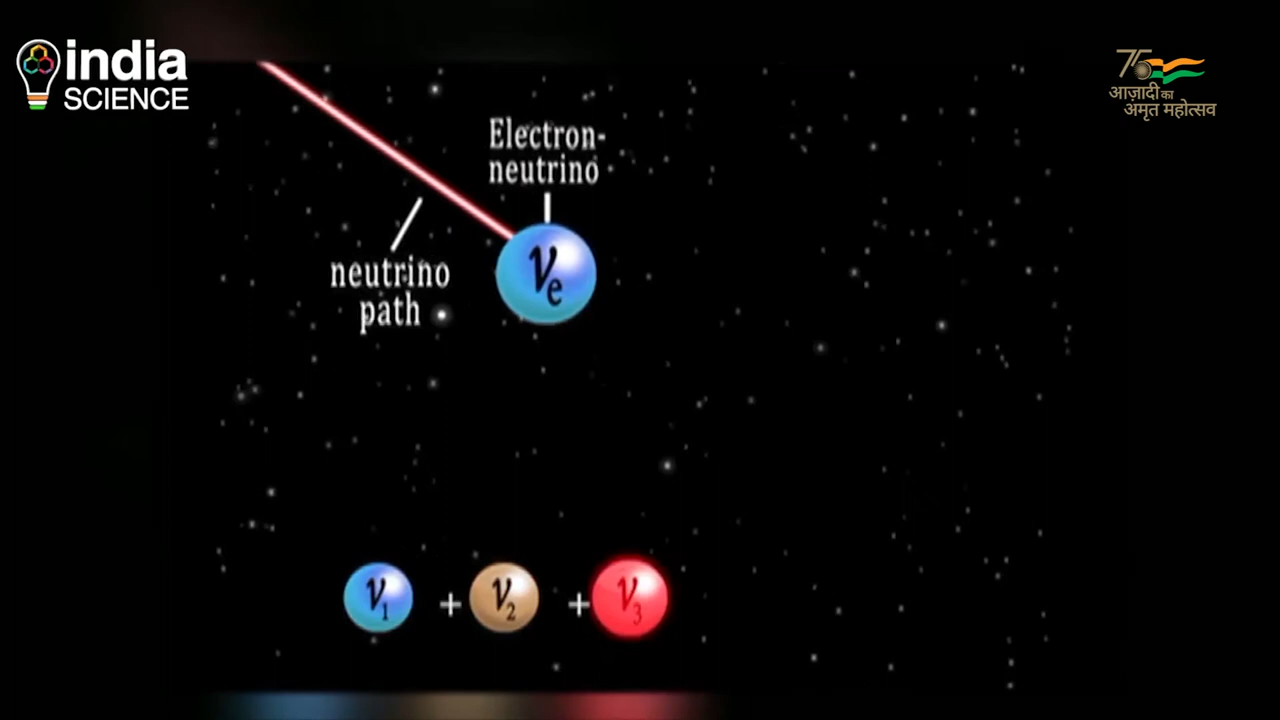 india
SCIENCE
75
आज़ादी का
अमृत महोत्सव
Electron-
neutrino
neutrino
path
νe
ν1 + ν2 + ν3